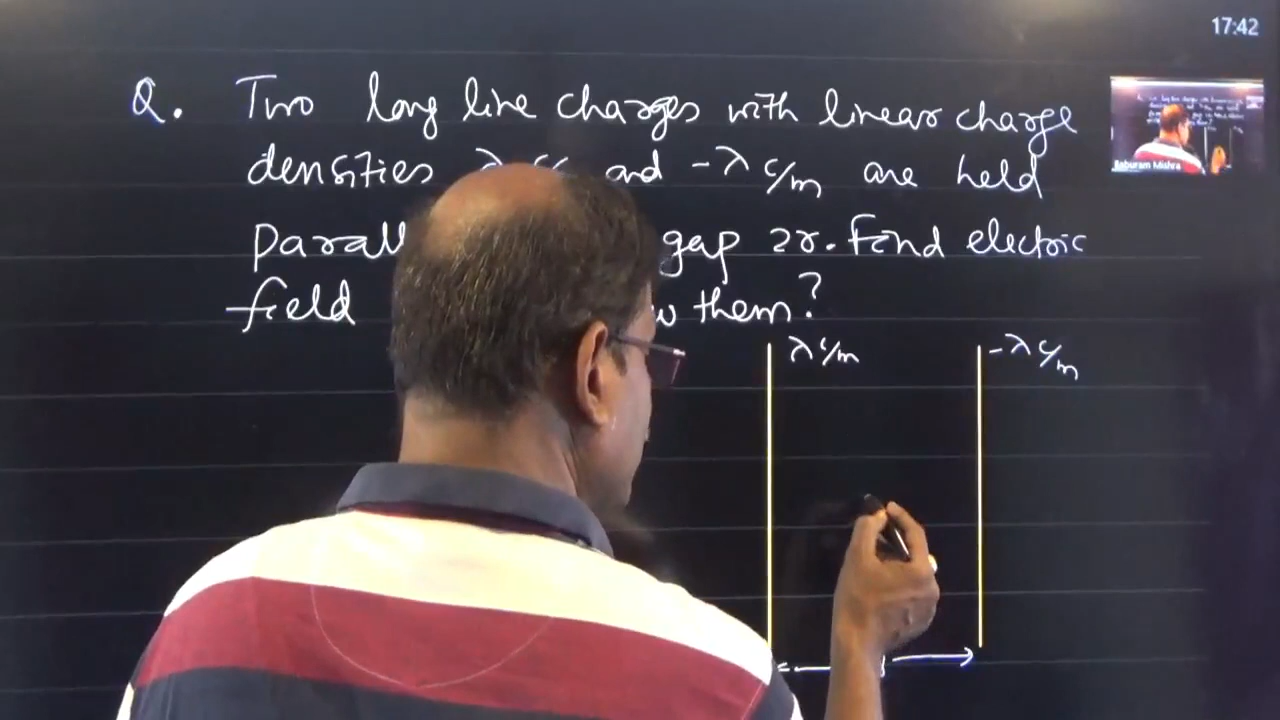 17:42
Q. Two long line charges with linear charge
densities and -λ C/m are held
gap 2r. Find electric
field them?
λ C/m
-λ C/m
Baburam Mishra